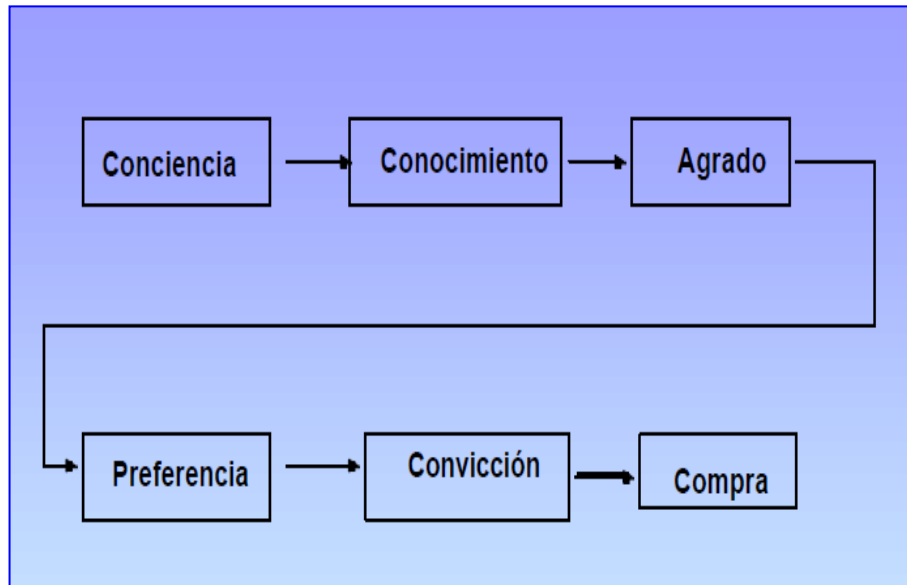 Conciencia
Conocimiento
Agrado
Preferencia
Convicción
Compra